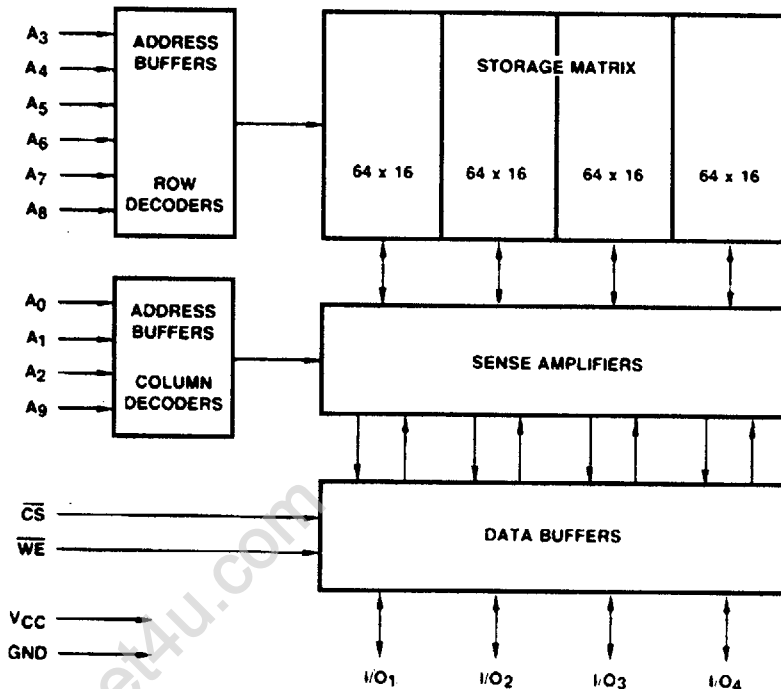 A3
A4
A5
A6
A7
A8
ADDRESS
BUFFERS
ROW
DECODERS
STORAGE MATRIX
64 x 16
64 x 16
64 x 16
64 x 16
A0
A1
A2
A9
ADDRESS
BUFFERS
COLUMN
DECODERS
SENSE AMPLIFIERS
C̅S̅
W̅E̅
DATA BUFFERS
VCC
GND
I/O1
I/O2
I/O3
I/O4
et4u.com